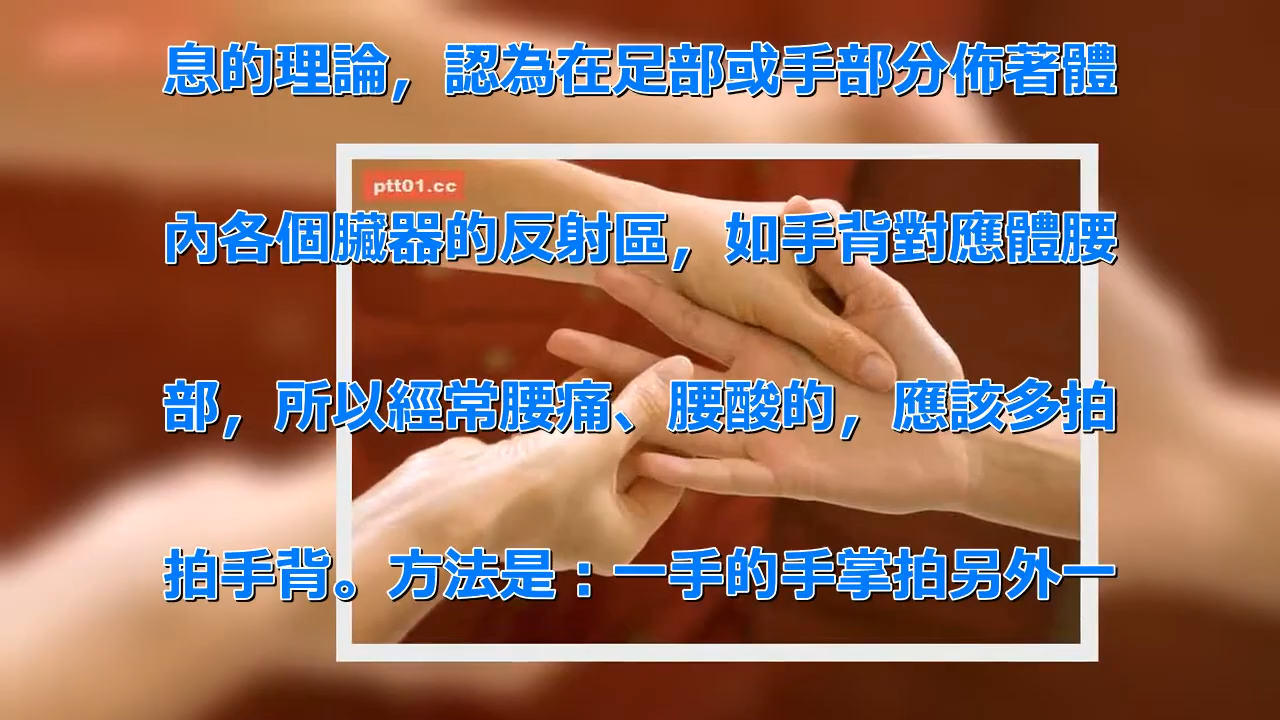 息的理論，認為在足部或手部分佈著體
ptt01.cc
內各個臟器的反射區，如手背對應體腰
部，所以經常腰痛、腰酸的，應該多拍
拍手背。方法是：一手的手掌拍另外一